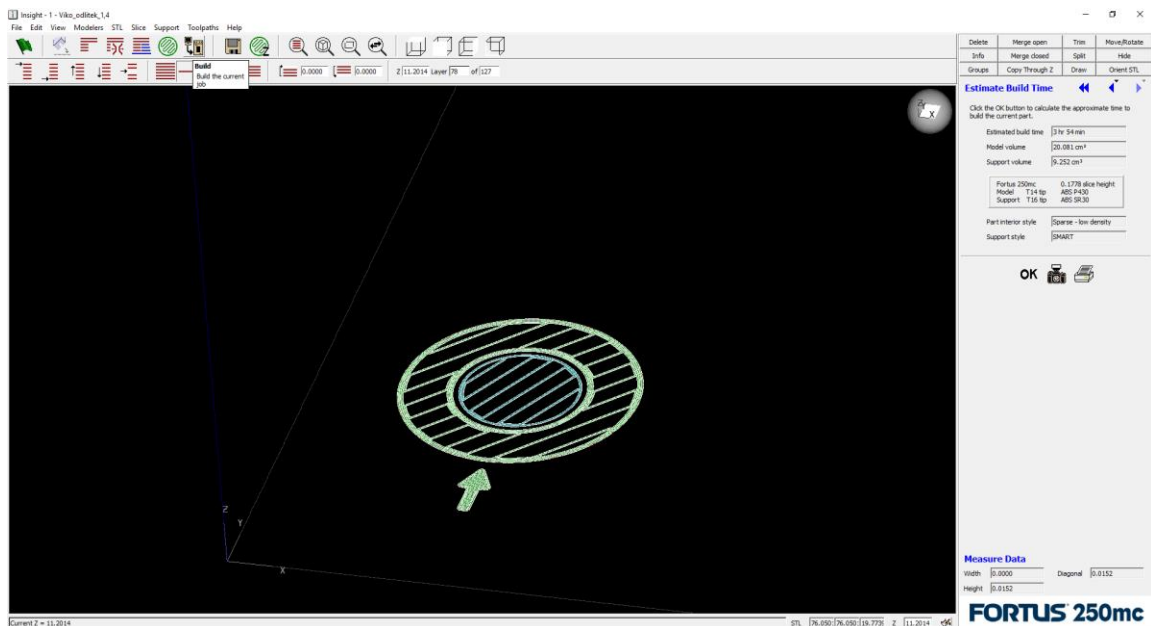 Insight - 1 - Viko_odlitek_1,4
File Edit View Modelers STL Slice Support Toolpaths Help
Build
Build the current
job
0.0000 0.0000 Z 11.2014 Layer 78 of 127
Delete Merge open Trim Move/Rotate
Info Merge closed Split Hide
Groups Copy Through Z Draw Orient STL
Estimate Build Time
Click the OK button to calculate the approximate time to
build the current part.
Estimated build time 3 hr 54 min
Model volume 20.081 cm³
Support volume 9.252 cm³
Fortus 250mc 0.1778 slice height
Model T14 tip ABS P430
Support T16 tip ABS SR30
Part interior style Sparse - low density
Support style SMART
OK
Z
X
Z
Y
X
Measure Data
Width 0.0000 Diagonal 0.0152
Height 0.0152
FORTUS 250mc
Current Z = 11.2014 STL 76.050:76.050:19.773 Z 11.2014